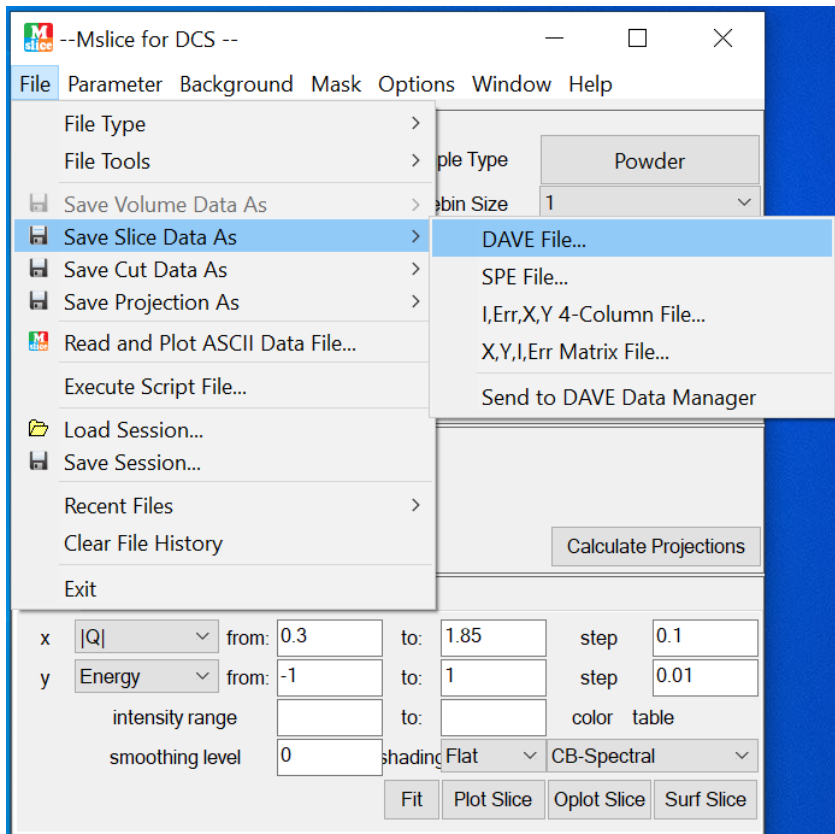 M slice --Mslice for DCS --
File Parameter Background Mask Options Window Help
File Type
File Tools
ple Type Powder
Save Volume Data As
bin Size 1
Save Slice Data As
DAVE File...
Save Cut Data As
SPE File...
Save Projection As
I,Err,X,Y 4-Column File...
M slice Read and Plot ASCII Data File...
X,Y,I,Err Matrix File...
Execute Script File...
Send to DAVE Data Manager
Load Session...
Save Session...
Recent Files
Clear File History
Calculate Projections
Exit
x |Q| from: 0.3 to: 1.85 step 0.1
y Energy from: -1 to: 1 step 0.01
intensity range to: color table
smoothing level 0 shading Flat CB-Spectral
Fit Plot Slice Oplot Slice Surf Slice